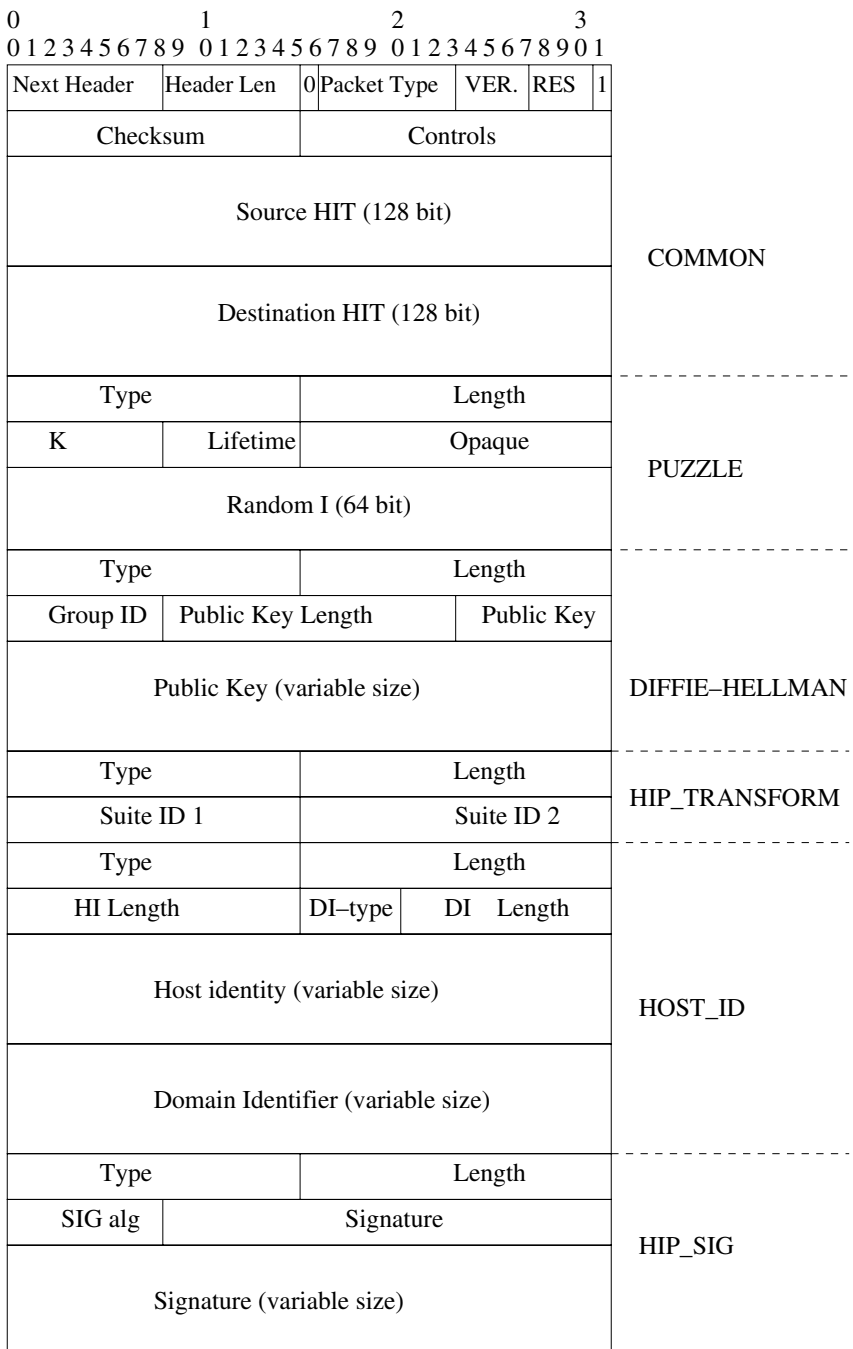 0 1 2 3
0 1 2 3 4 5 6 7 8 9 0 1 2 3 4 5 6 7 8 9 0 1 2 3 4 5 6 7 8 9 0 1
Next Header Header Len 0 Packet Type VER. RES 1
Checksum Controls
Source HIT (128 bit)
COMMON
Destination HIT (128 bit)
Type Length
K Lifetime Opaque
PUZZLE
Random I (64 bit)
Type Length
Group ID Public Key Length Public Key
Public Key (variable size) DIFFIE–HELLMAN
Type Length
HIP_TRANSFORM
Suite ID 1 Suite ID 2
Type Length
HI Length DI–type DI Length
Host identity (variable size)
HOST_ID
Domain Identifier (variable size)
Type Length
SIG alg Signature
HIP_SIG
Signature (variable size)